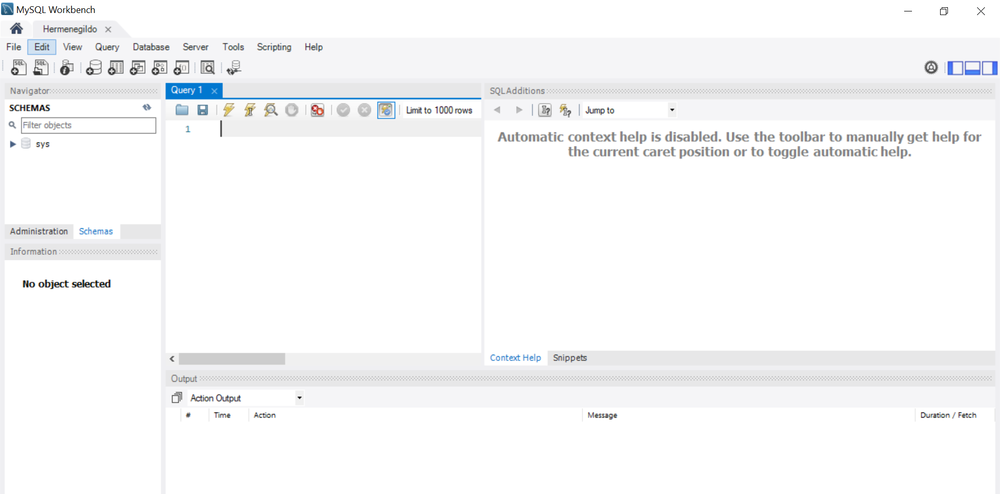 MySQL Workbench
Hermenegildo
File Edit View Query Database Server Tools Scripting Help
SQL SQL
Navigator
SCHEMAS
Filter objects
sys
Administration Schemas
Information
No object selected
Query 1
Limit to 1000 rows
1
SQLAdditions
Jump to
Automatic context help is disabled. Use the toolbar to manually get help for
the current caret position or to toggle automatic help.
Context Help Snippets
Output
Action Output
# Time Action Message Duration / Fetch